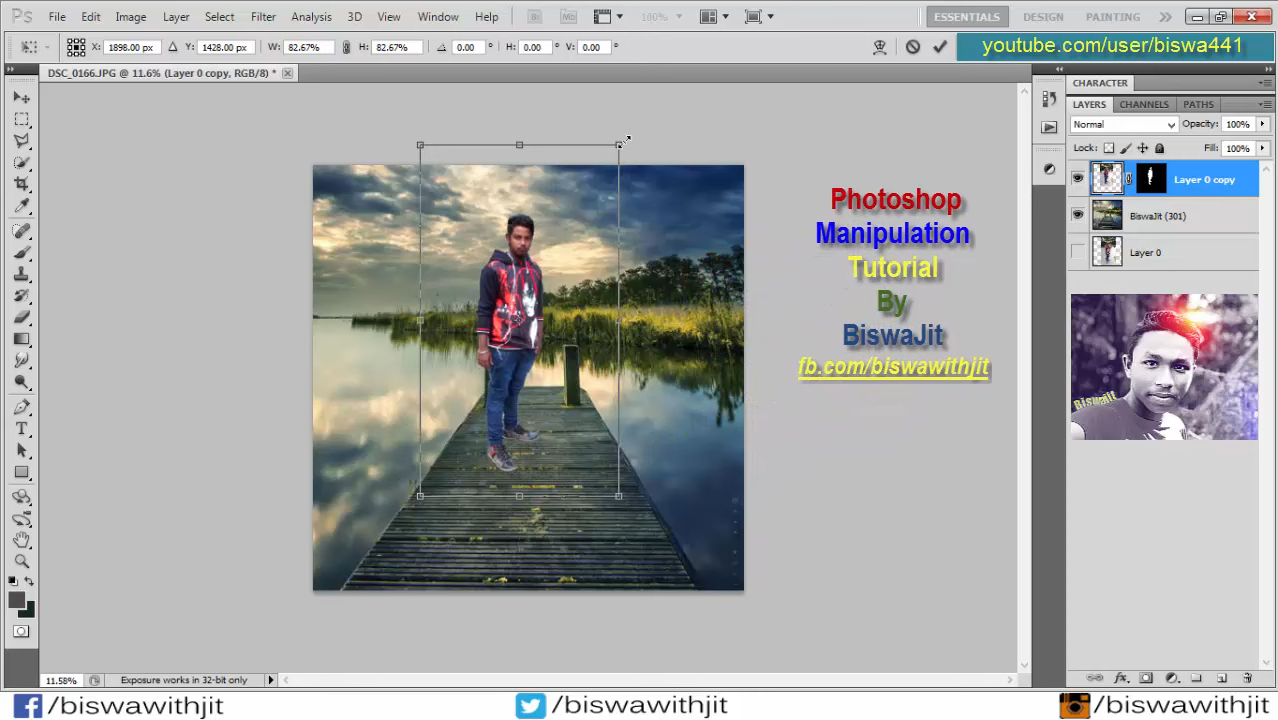 Ps File Edit Image Layer Select Filter Analysis 3D View Window Help Br Mb 100% ESSENTIALS DESIGN PAINTING
X: 1898.00 px Y: 1428.00 px W: 82.67% H: 82.67% 0.00 ° H: 0.00 ° V: 0.00 °
youtube.com/user/biswa441
DSC_0166.JPG @ 11.6% (Layer 0 copy, RGB/8) *
CHARACTER
LAYERS CHANNELS PATHS
Normal Opacity: 100%
Lock: Fill: 100%
Layer 0 copy
BiswaJit (301)
Layer 0
Photoshop
Manipulation
Tutorial
By
BiswaJit
fb.com/biswawithjit
Biswajit
11.58% Exposure works in 32-bit only
/biswawithjit /biswawithjit /biswawithjit